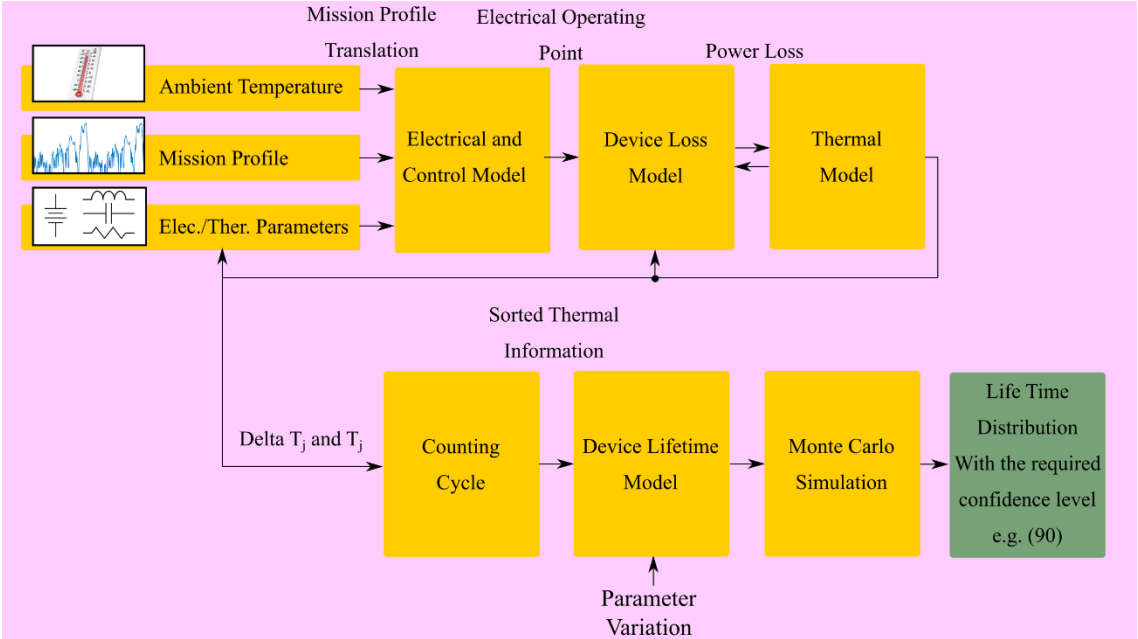 Mission Profile
Translation
Electrical Operating
Point
Power Loss
Ambient Temperature
Mission Profile
Elec./Ther. Parameters
Electrical and
Control Model
Device Loss
Model
Thermal
Model
Sorted Thermal
Information
Delta Tj and Tj
Counting
Cycle
Device Lifetime
Model
Monte Carlo
Simulation
Life Time
Distribution
With the required
confidence level
e.g. (90)
Parameter
Variation